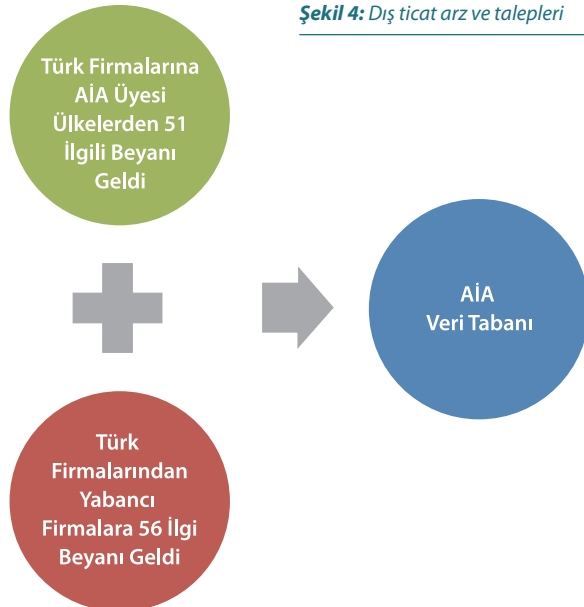 Şekil 4: Dış ticat arz ve talepleri
Türk Firmalarına
AİA Üyesi
Ülkelerden 51
İlgili Beyanı
Geldi
AİA
Veri Tabanı
Türk
Firmalarından
Yabancı
Firmalara 56 İlgi
Beyanı Geldi